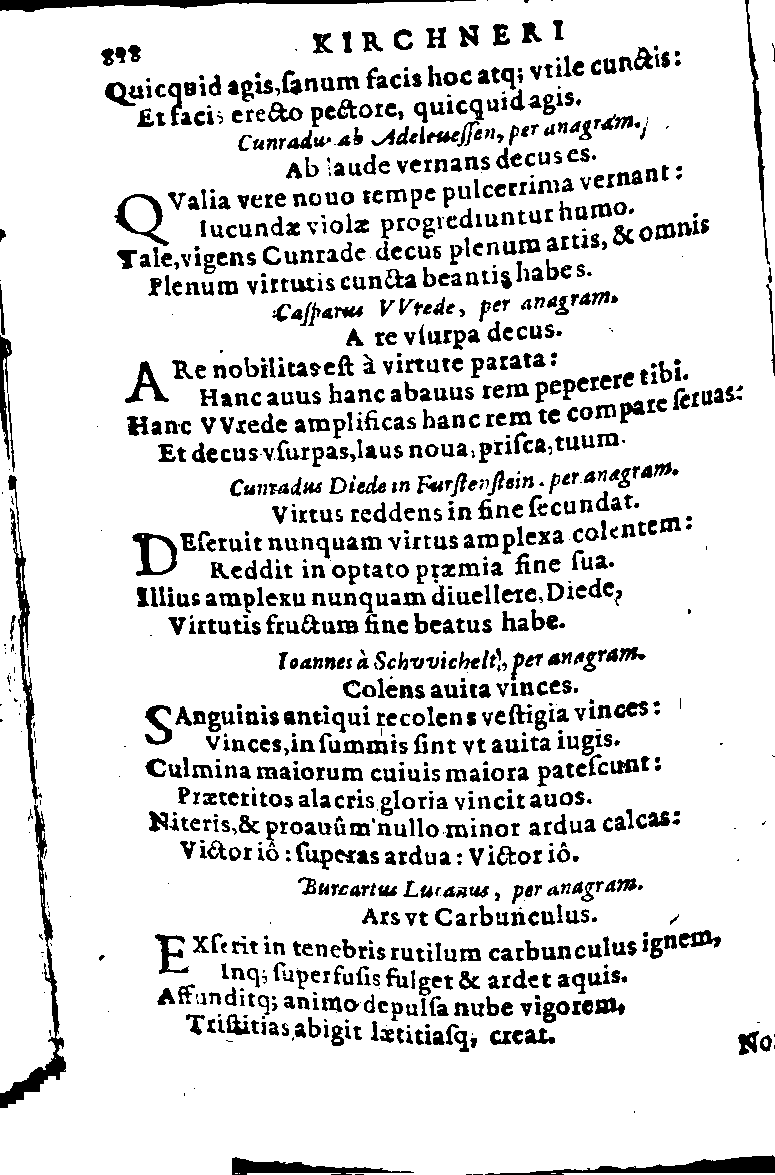 898 KIRCHNERI
Quicquid agis, ſanum facis hoc atq; vtile cunctis:
Et facis erecto pectore, quicquid agis.
Cunradus ab Adeleueſſen, per anagram.
Ab laude vernans decus es.
QValia vere nouo tempe pulcerrima vernant:
Iucundæ violæ progrediuntur humo.
Tale, vigens Cunrade decus plenum artis, & omnis
Plenum virtutis cuncta beantis habes.
Caſparus VVrede, per anagram.
A re vſurpa decus.
A Re nobilitas eſt à virtute parata:
Hanc auus hanc abauus rem peperere tibi.
Hanc VVrede amplificas hanc rem te compare ſeruas:
Et decus vſurpas, laus noua, priſca, tuum.
Cunradus Diede in Furſtenſtein. per anagram.
Virtus reddens in fine ſecundat.
DEſeruit nunquam virtus amplexa colentem:
Reddit in optato præmia fine ſua.
Illius amplexu nunquam diuellere, Diede,
Virtutis fructum fine beatus habe.
Ioannes à Schvvichelt, per anagram.
Colens auita vinces.
SAnguinis antiqui recolens veſtigia vinces:
Vinces, in ſummis ſint vt auita iugis.
Culmina maiorum cuiuis maiora pateſcunt:
Præteritos alacris gloria vincit auos.
Niteris, & proauûm nullo minor ardua calcas:
Victor iô: ſuperas ardua: Victor iô.
Burcartus Lucanus, per anagram.
Ars vt Carbunculus.
EXſerit in tenebris rutilum carbunculus ignem,
Inq; ſuperfuſis fulget & ardet aquis.
Affunditq; animo depulſa nube vigorem,
Triſtitias abigit lætitiaſq; creat.
No